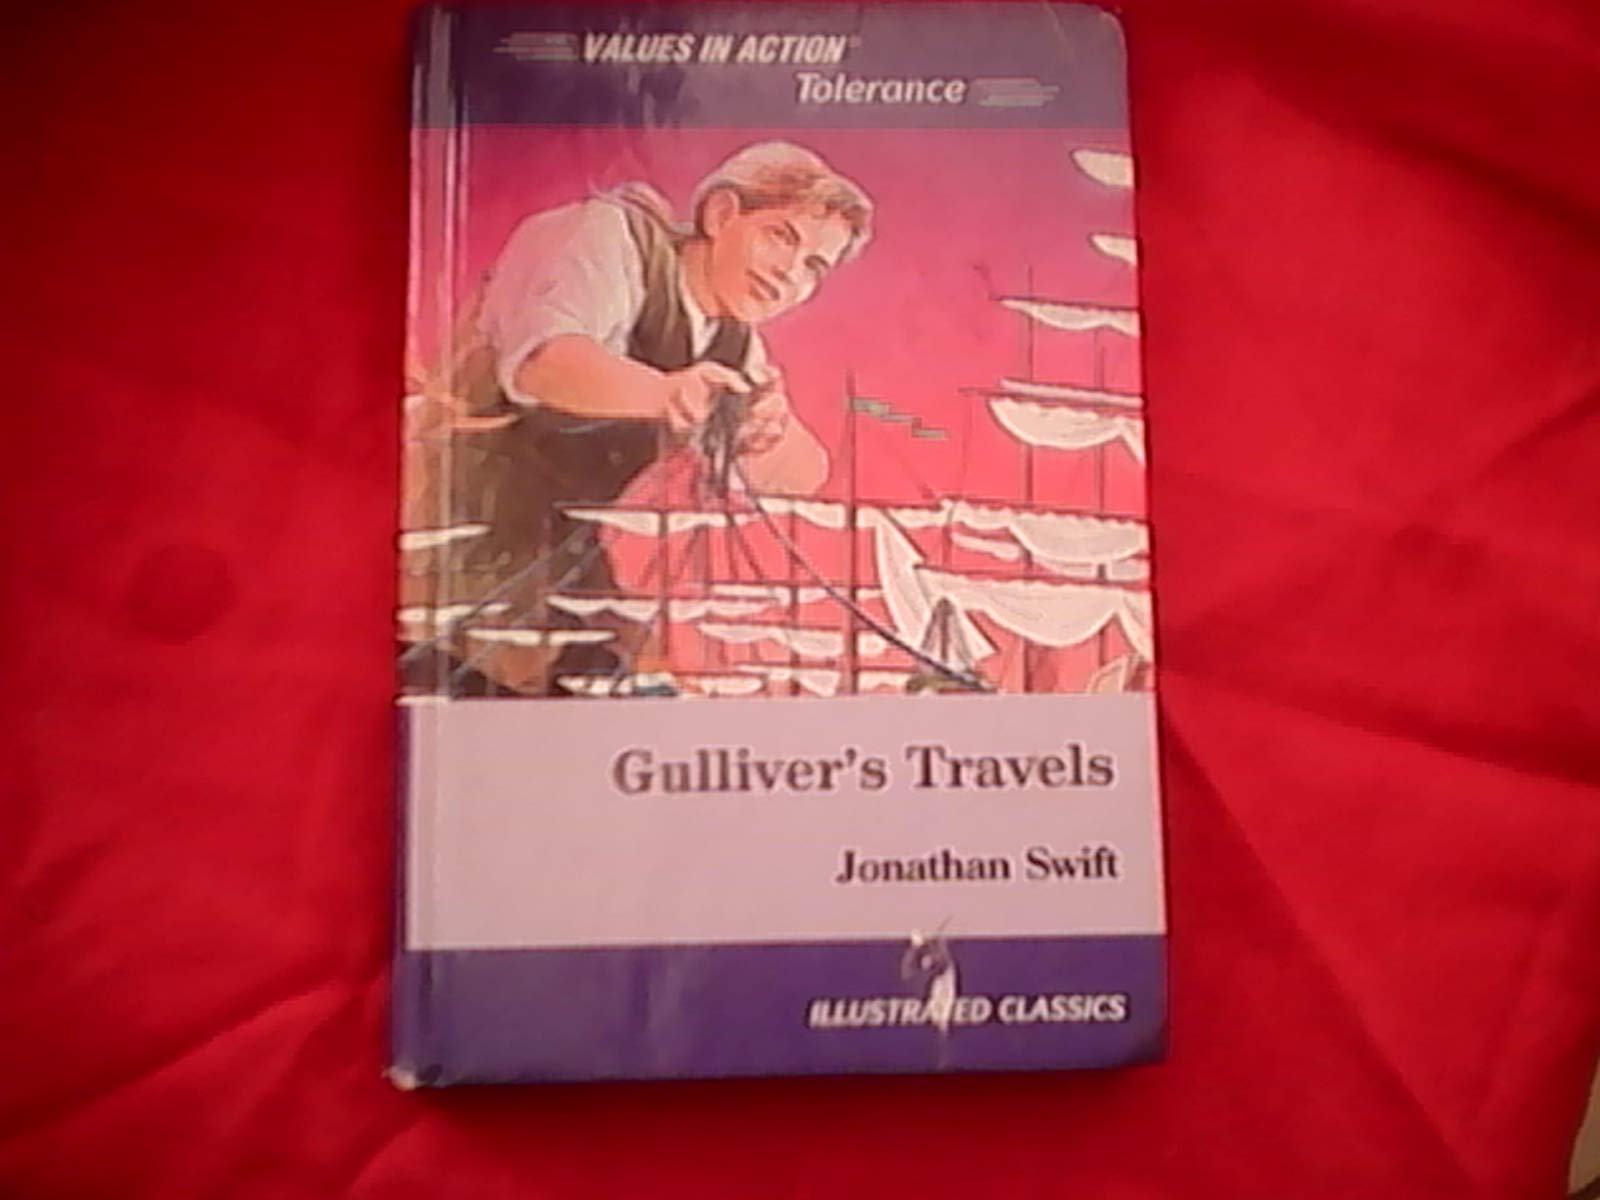 VALUES IN ACTION
Tolerance
Gulliver's Travels
Jonathan Swift
ILLUSTRATED CLASSICS